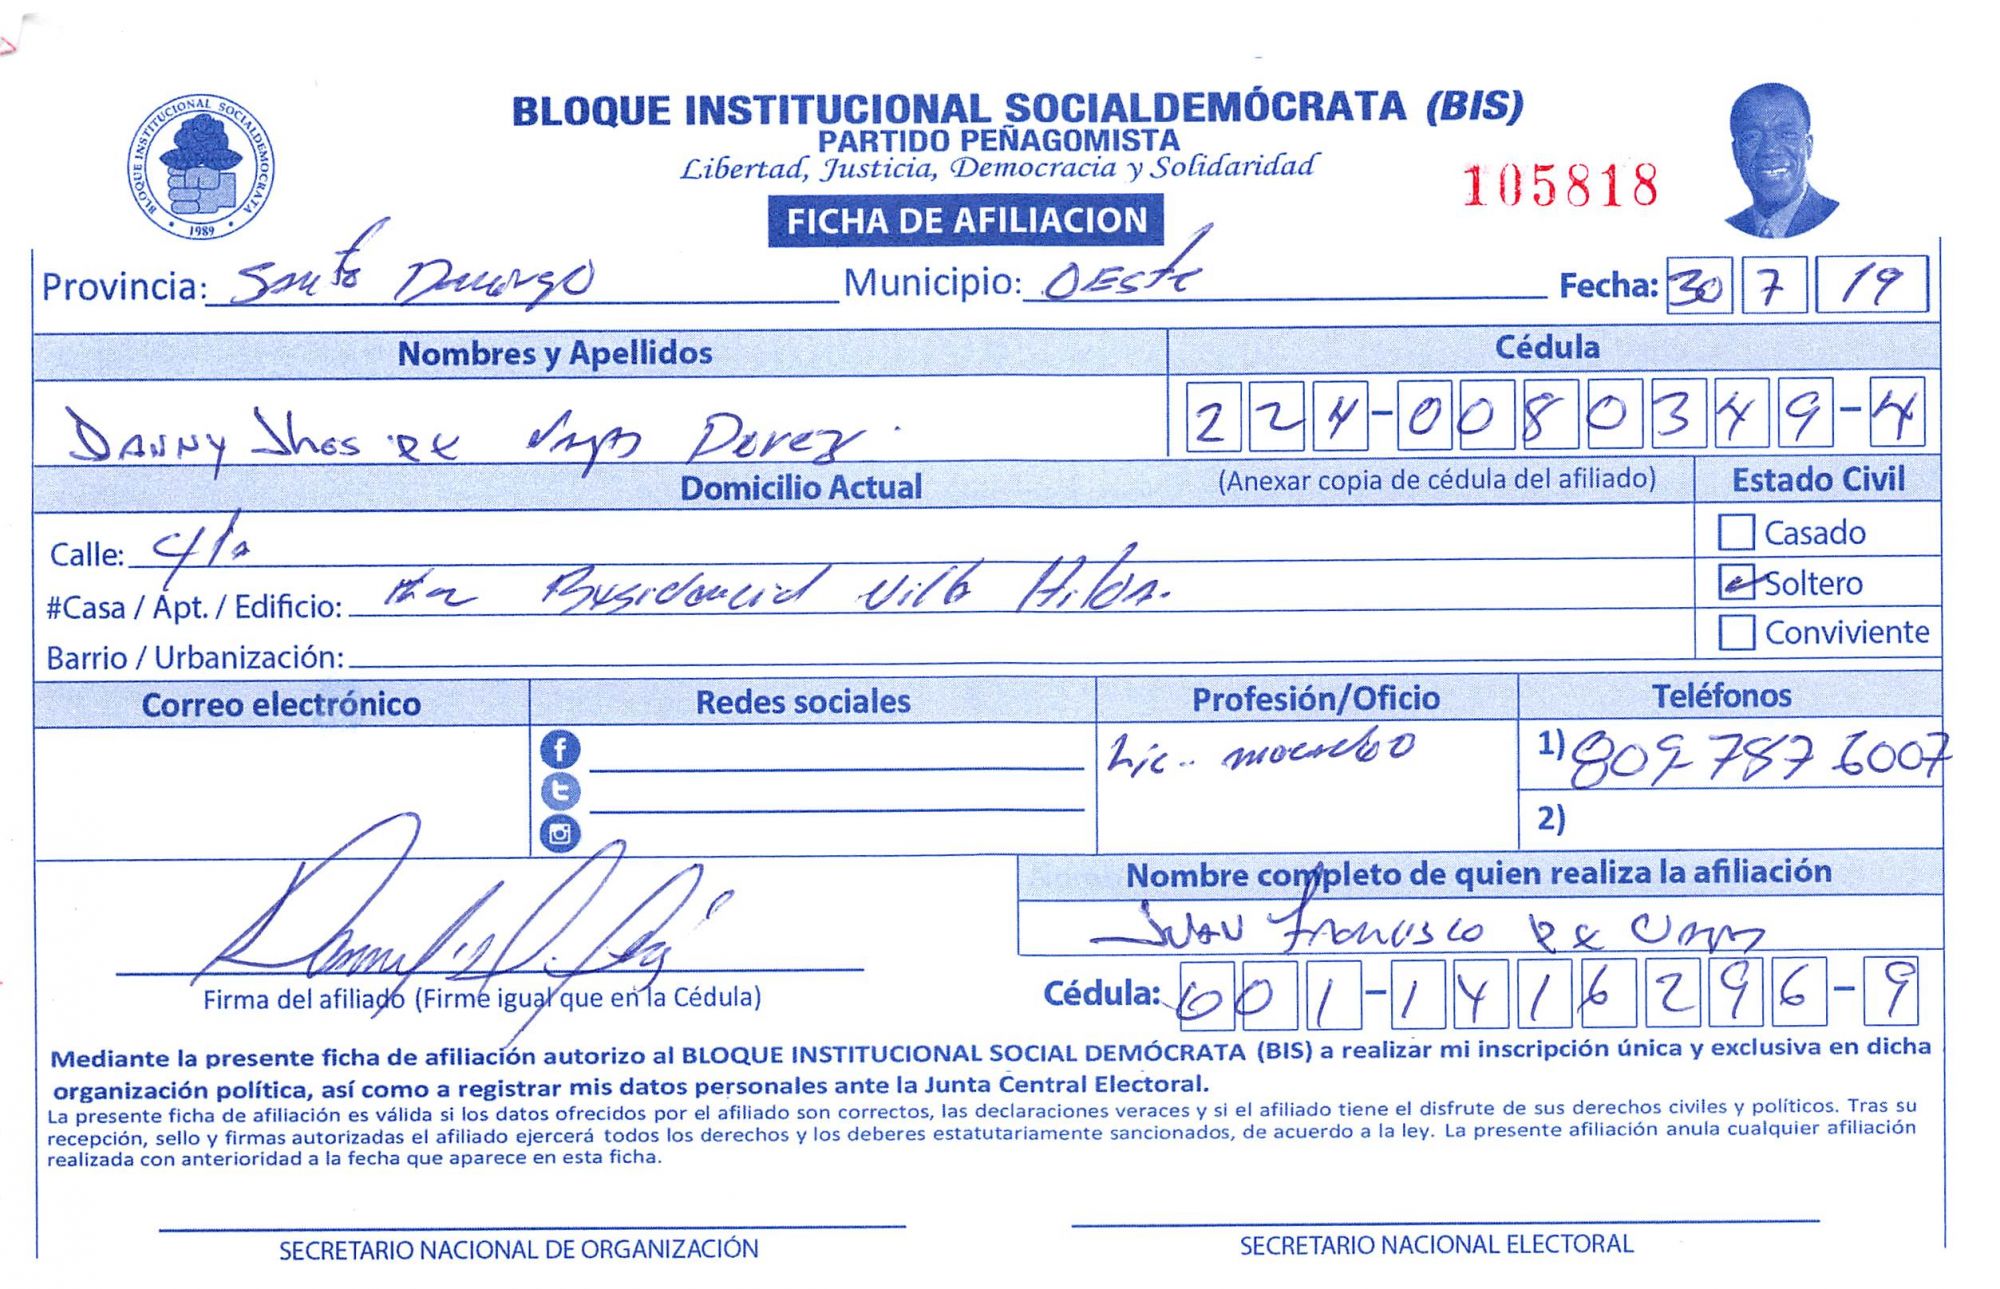 BLOQUE INSTITUCIONAL SOCIALDEMÓCRATA (BIS)
PARTIDO PEÑAGOMISTA
Libertad, Justicia, Democracia y Solidaridad
105818
FICHA DE AFILIACION
BLOQUE INSTITUCIONAL SOCIALDEMOCRATA
1989
Provincia: Santo Domingo Municipio: OESte Fecha: 30 7 19
Nombres y Apellidos Cédula
DANNY Perez 224-0080349-4
Domicilio Actual (Anexar copia de cédula del afiliado) Estado Civil
Calle: 4ta
Casado
#Casa / Apt. / Edificio: Residencial Villa
Soltero
Barrio / Urbanización:
Conviviente
Correo electrónico Redes sociales Profesión/Oficio Teléfonos
Lic. 1) 809 787 6007
2)
Nombre completo de quien realiza la afiliación
JUAN Francisco
Firma del afiliado (Firme igual que en la Cédula) Cédula: 001-1416296-9
Mediante la presente ficha de afiliación autorizo al BLOQUE INSTITUCIONAL SOCIAL DEMÓCRATA (BIS) a realizar mi inscripción única y exclusiva en dicha
organización política, así como a registrar mis datos personales ante la Junta Central Electoral.
La presente ficha de afiliación es válida si los datos ofrecidos por el afiliado son correctos, las declaraciones veraces y si el afiliado tiene el disfrute de sus derechos civiles y políticos. Tras su
recepción, sello y firmas autorizadas el afiliado ejercerá todos los derechos y los deberes estatutariamente sancionados, de acuerdo a la ley. La presente afiliación anula cualquier afiliación
realizada con anterioridad a la fecha que aparece en esta ficha.
SECRETARIO NACIONAL DE ORGANIZACIÓN SECRETARIO NACIONAL ELECTORAL